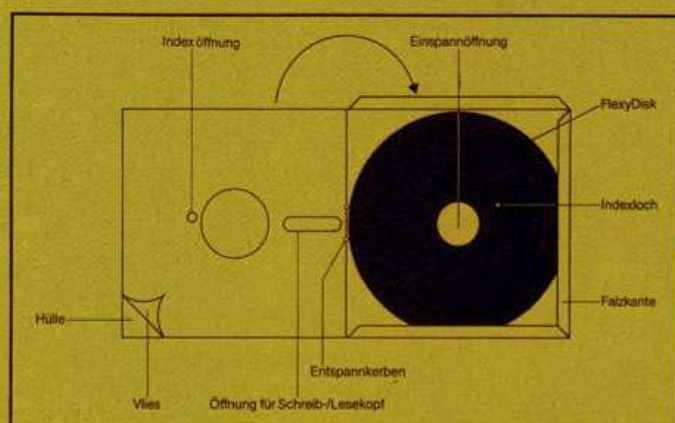 Indexöffnung
Einspannöffnung
FlexyDisk
Indexloch
Hülle
Falzkante
Entspannkerben
Vlies
Öffnung für Schreib-/Lesekopf